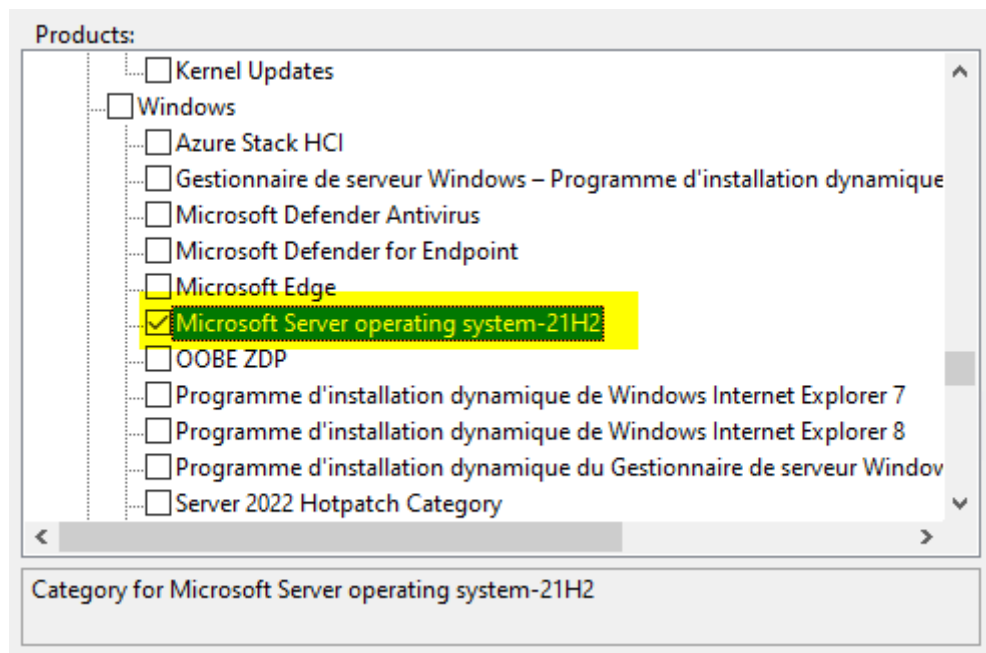 Products:
Kernel Updates
Windows
Azure Stack HCI
Gestionnaire de serveur Windows – Programme d'installation dynamique
Microsoft Defender Antivirus
Microsoft Defender for Endpoint
Microsoft Edge
Microsoft Server operating system-21H2
OOBE ZDP
Programme d'installation dynamique de Windows Internet Explorer 7
Programme d'installation dynamique de Windows Internet Explorer 8
Programme d'installation dynamique du Gestionnaire de serveur Window
Server 2022 Hotpatch Category
Category for Microsoft Server operating system-21H2